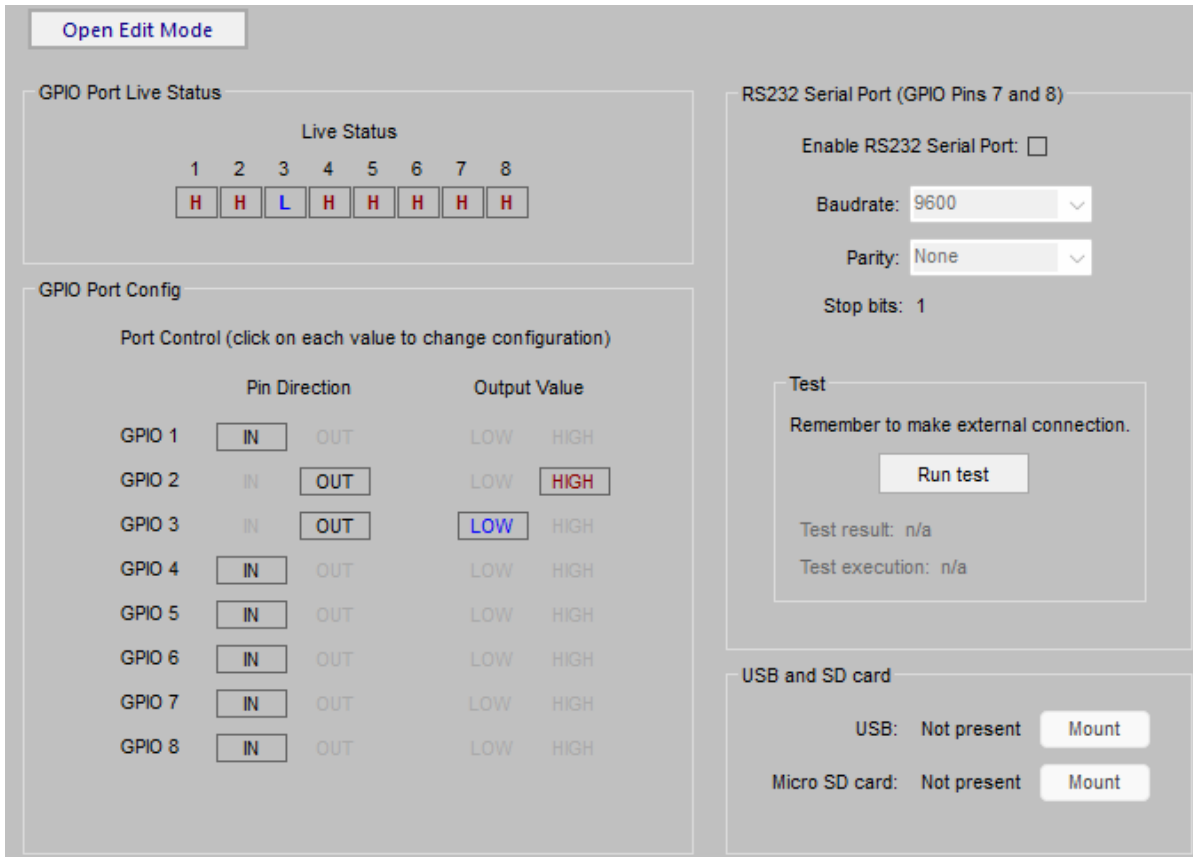 Open Edit Mode
GPIO Port Live Status
Live Status
1 2 3 4 5 6 7 8
H H L H H H H H
GPIO Port Config
Port Control (click on each value to change configuration)
Pin Direction Output Value
GPIO 1 IN OUT LOW HIGH
GPIO 2 IN OUT LOW HIGH
GPIO 3 IN OUT LOW HIGH
GPIO 4 IN OUT LOW HIGH
GPIO 5 IN OUT LOW HIGH
GPIO 6 IN OUT LOW HIGH
GPIO 7 IN OUT LOW HIGH
GPIO 8 IN OUT LOW HIGH
RS232 Serial Port (GPIO Pins 7 and 8)
Enable RS232 Serial Port:
Baudrate: 9600
Parity: None
Stop bits: 1
Test
Remember to make external connection.
Run test
Test result: n/a
Test execution: n/a
USB and SD card
USB: Not present Mount
Micro SD card: Not present Mount